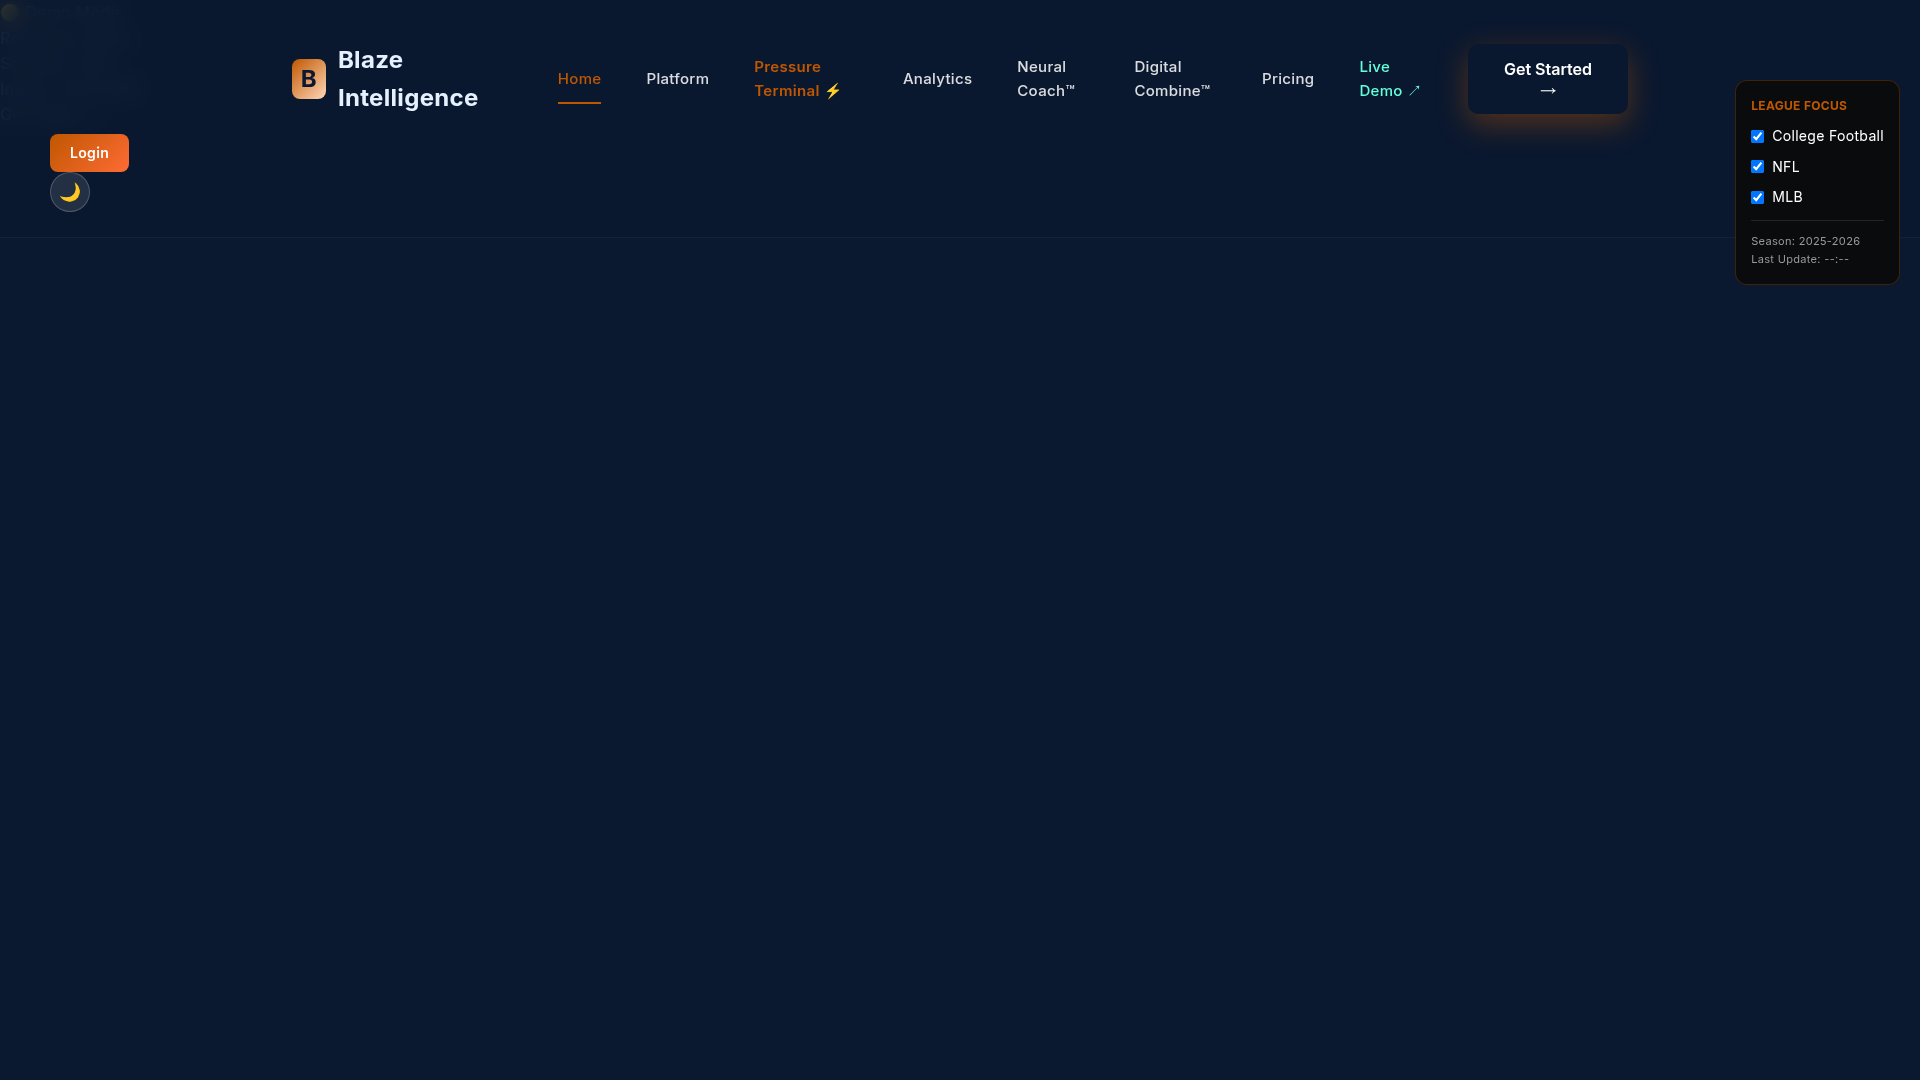 B
Blaze
Intelligence
Home
Platform
Pressure
Terminal ⚡
Analytics
Neural
Coach™
Digital
Combine™
Pricing
Live
Demo ↗
Get Started
→
Login
LEAGUE FOCUS
College Football
NFL
MLB
Season: 2025-2026
Last Update: --:--